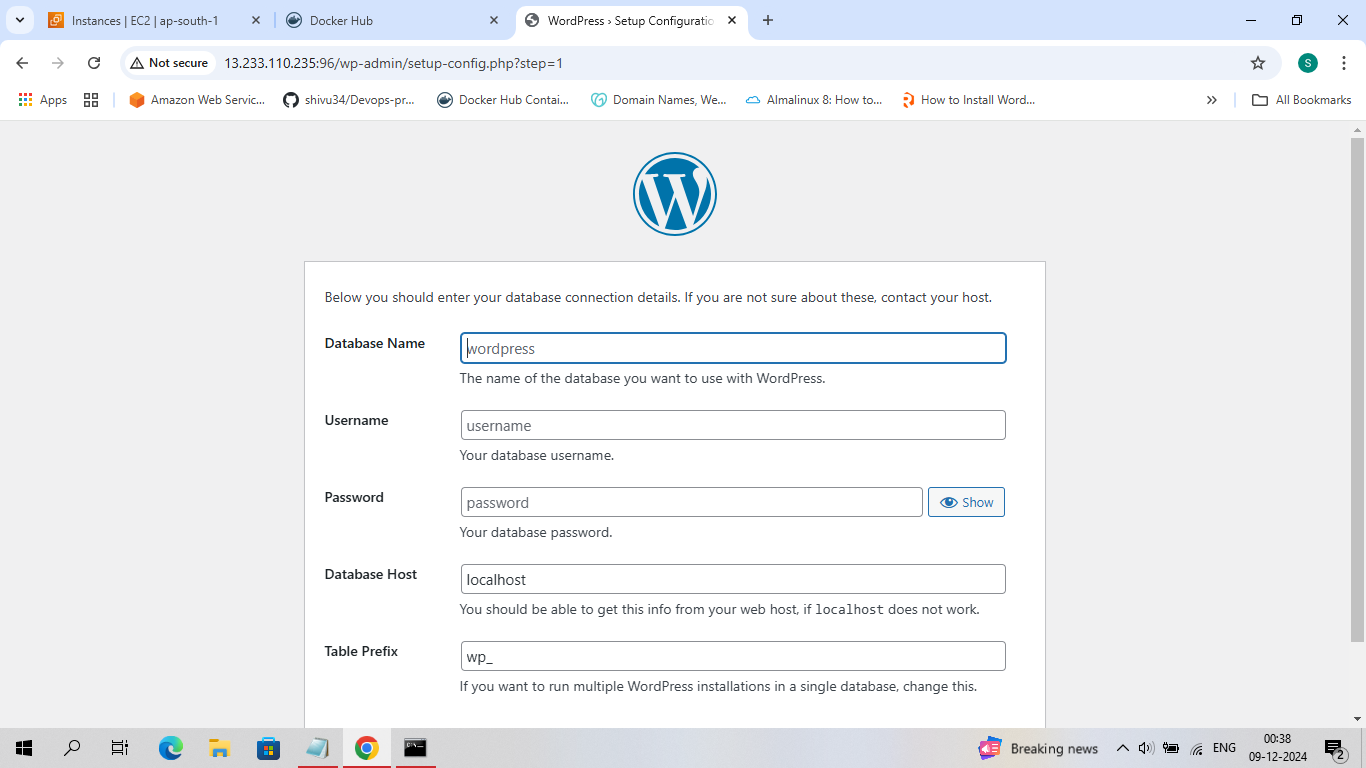 Instances | EC2 | ap-south-1
Docker Hub
WordPress › Setup Configuratio
Not secure
13.233.110.235:96/wp-admin/setup-config.php?step=1
S
Apps
Amazon Web Servic...
shivu34/Devops-pr...
Docker Hub Contai...
Domain Names, We...
Almalinux 8: How to...
How to Install Word...
All Bookmarks
Below you should enter your database connection details. If you are not sure about these, contact your host.
Database Name
wordpress
The name of the database you want to use with WordPress.
Username
username
Your database username.
Password
password
Show
Your database password.
Database Host
localhost
You should be able to get this info from your web host, if localhost does not work.
Table Prefix
wp_
If you want to run multiple WordPress installations in a single database, change this.
Breaking news
ENG
00:38
09-12-2024
2